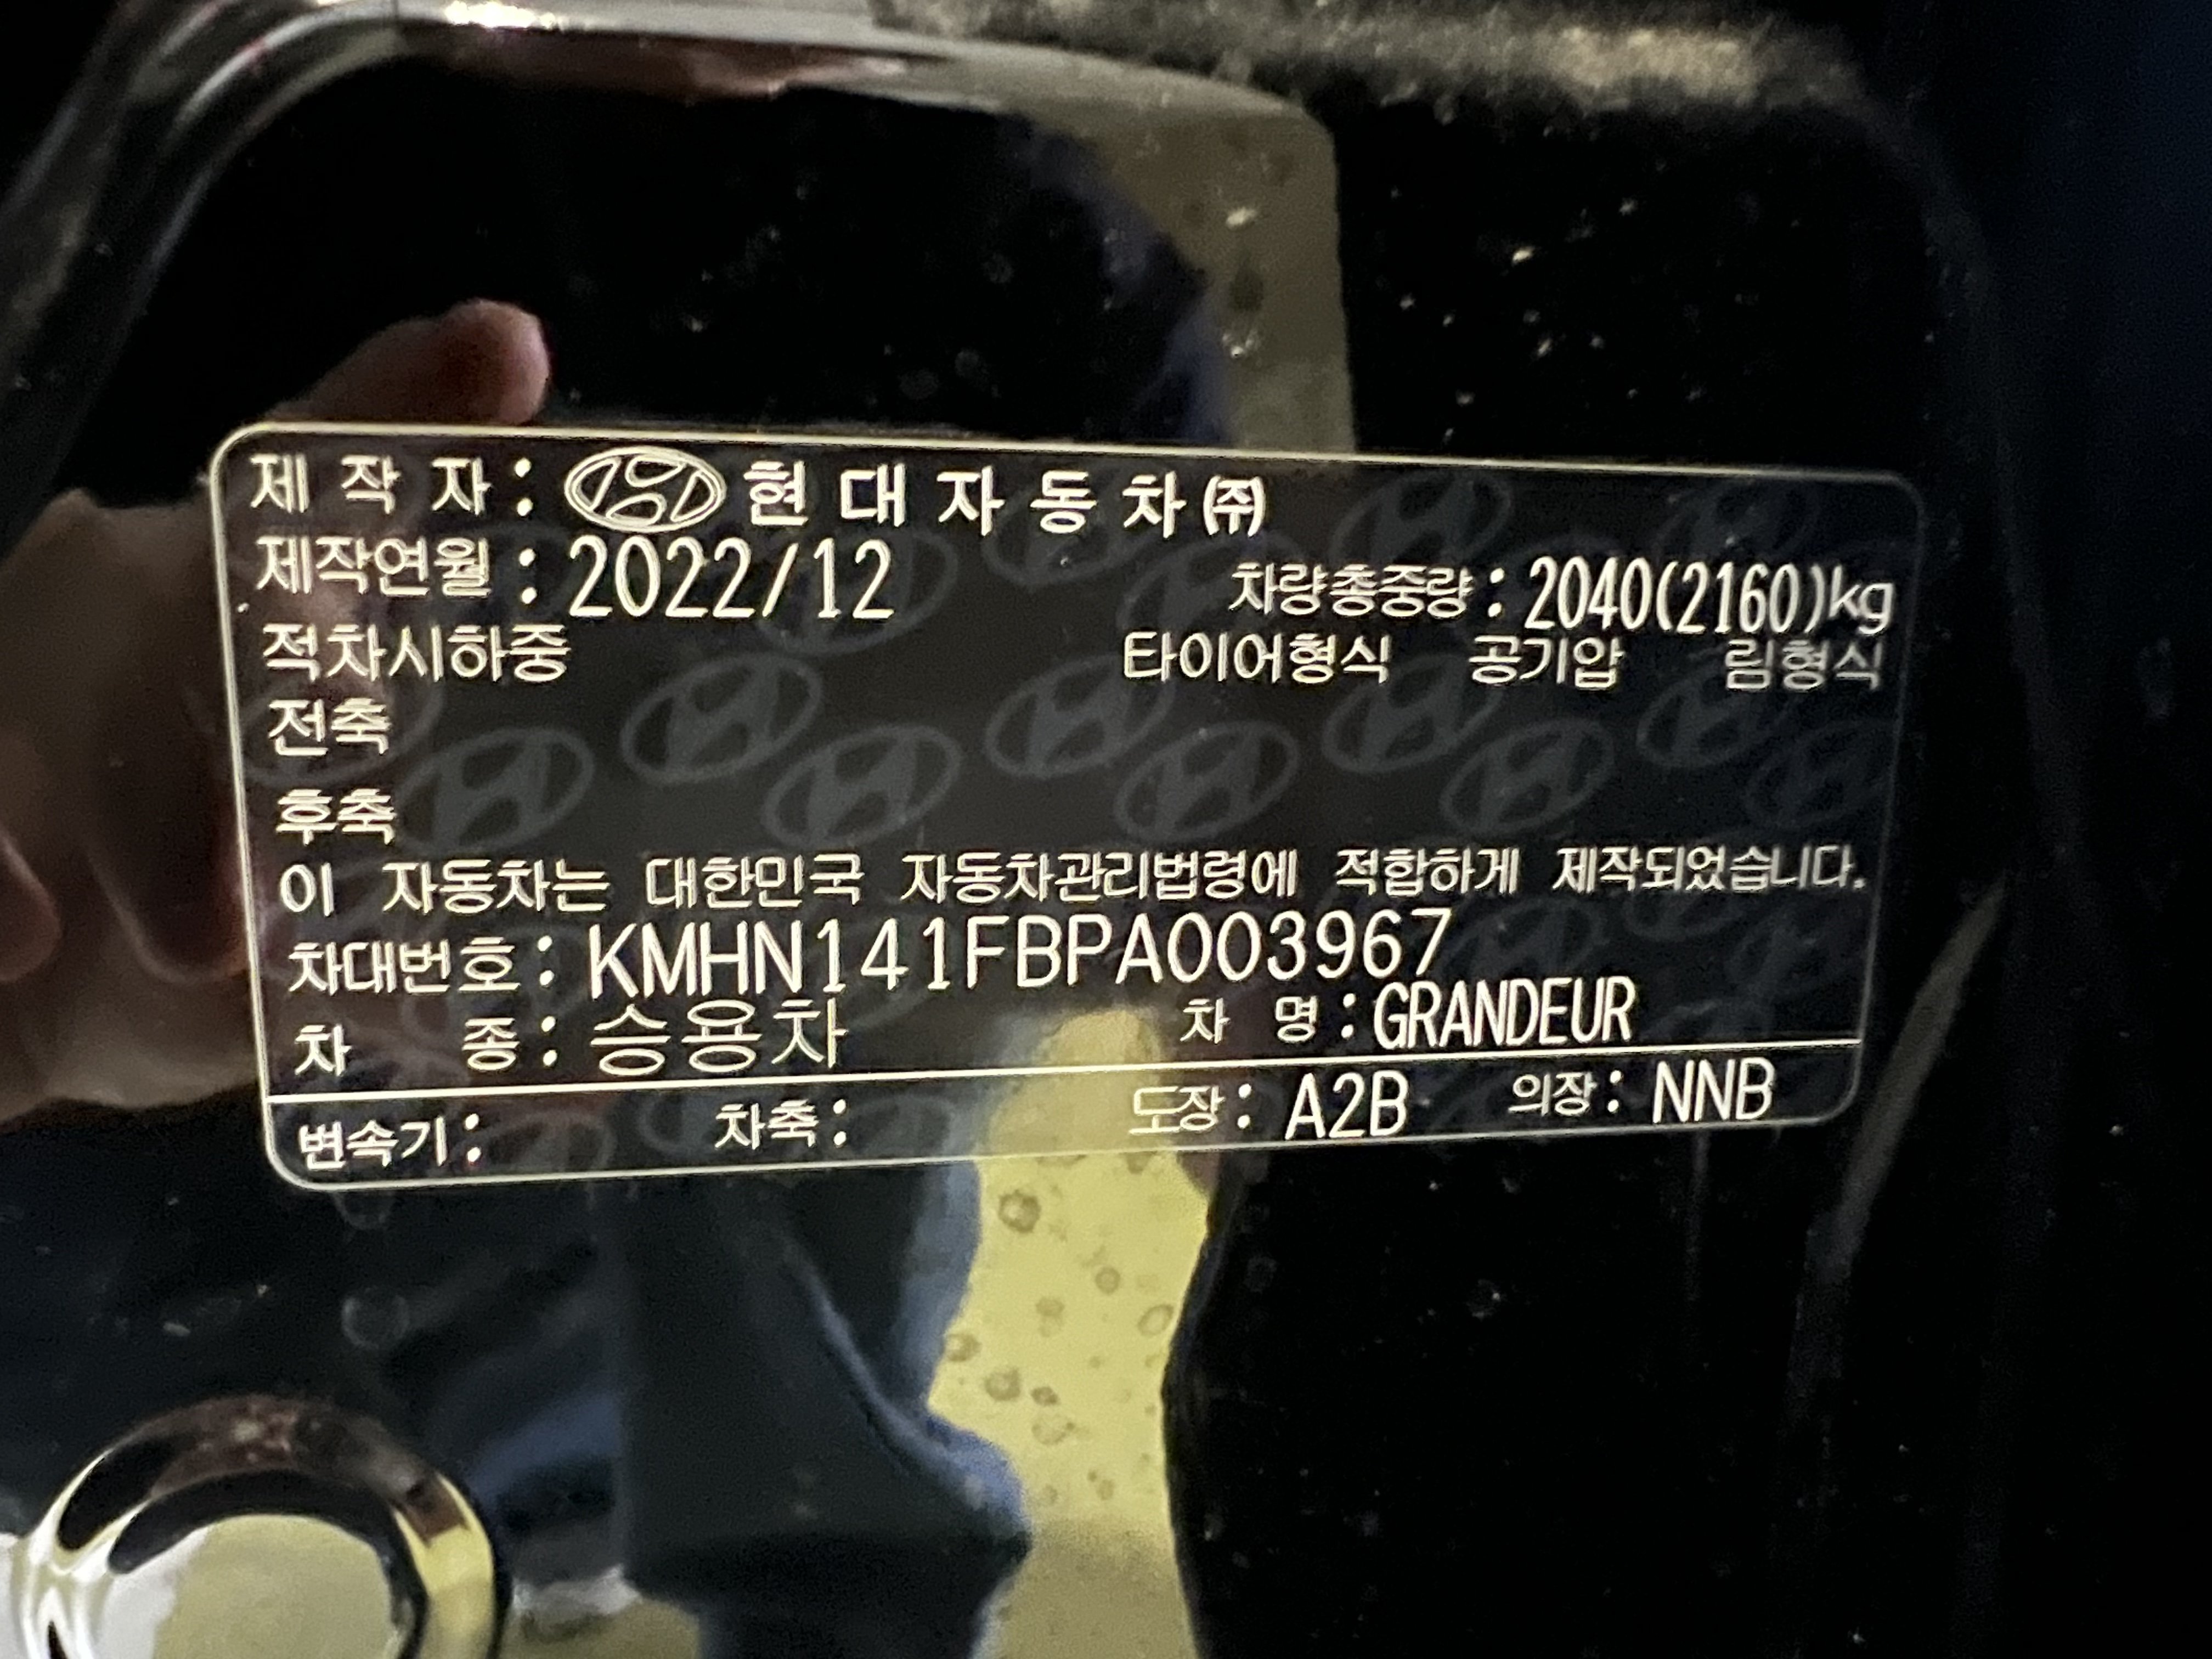 제 작 자 : 현 대 자 동 차 ㈜
제작연월 : 2022/12 차량총중량 : 2040(2160)kg
적차시하중 타이어형식 공기압 림형식
전축
후축
이 자동차는 대한민국 자동차관리법령에 적합하게 제작되었습니다.
차대번호 : KMHN141FBPA003967
차 종 : 승용차 차 명 : GRANDEUR
변속기 : 차축 : 도장 : A2B 의장 : NNB